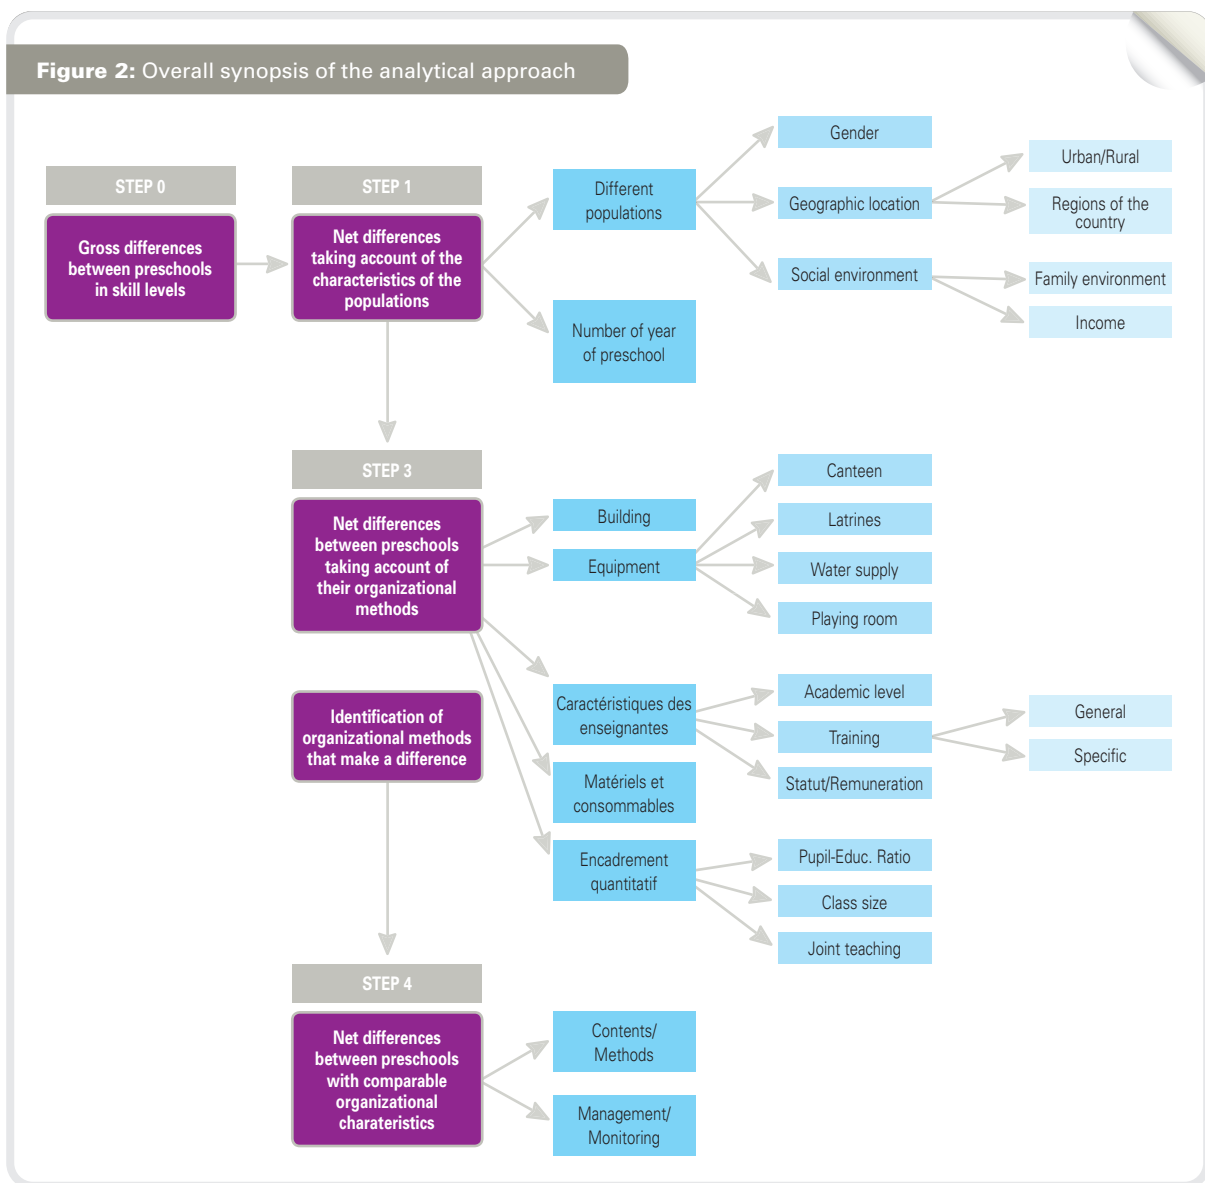 Figure 2: Overall synopsis of the analytical approach
STEP 0
Gross differences
between preschools
in skill levels
STEP 1
Net differences
taking account of the
characteristics of the
populations
Different
populations
Number of year
of preschool
Gender
Geographic location
Social environment
Urban/Rural
Regions of the
country
Family environment
Income
STEP 3
Net differences
between preschools
taking account of
their organizational
methods
Building
Equipment
Canteen
Latrines
Water supply
Playing room
Identification of
organizational methods
that make a difference
Caractéristiques des
enseignantes
Matériels et
consommables
Encadrement
quantitatif
Academic level
Training
Statut/Remuneration
General
Specific
Pupil-Educ. Ratio
Class size
Joint teaching
STEP 4
Net differences
between preschools
with comparable
organizational
charateristics
Contents/
Methods
Management/
Monitoring